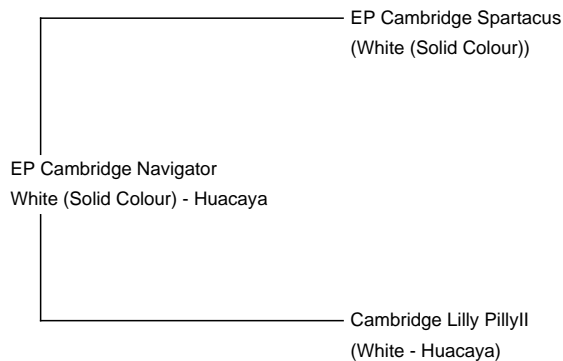 EP Cambridge Spartacus
(White (Solid Colour))
EP Cambridge Navigator
White (Solid Colour) - Huacaya
Cambridge Lilly PillyII
(White - Huacaya)